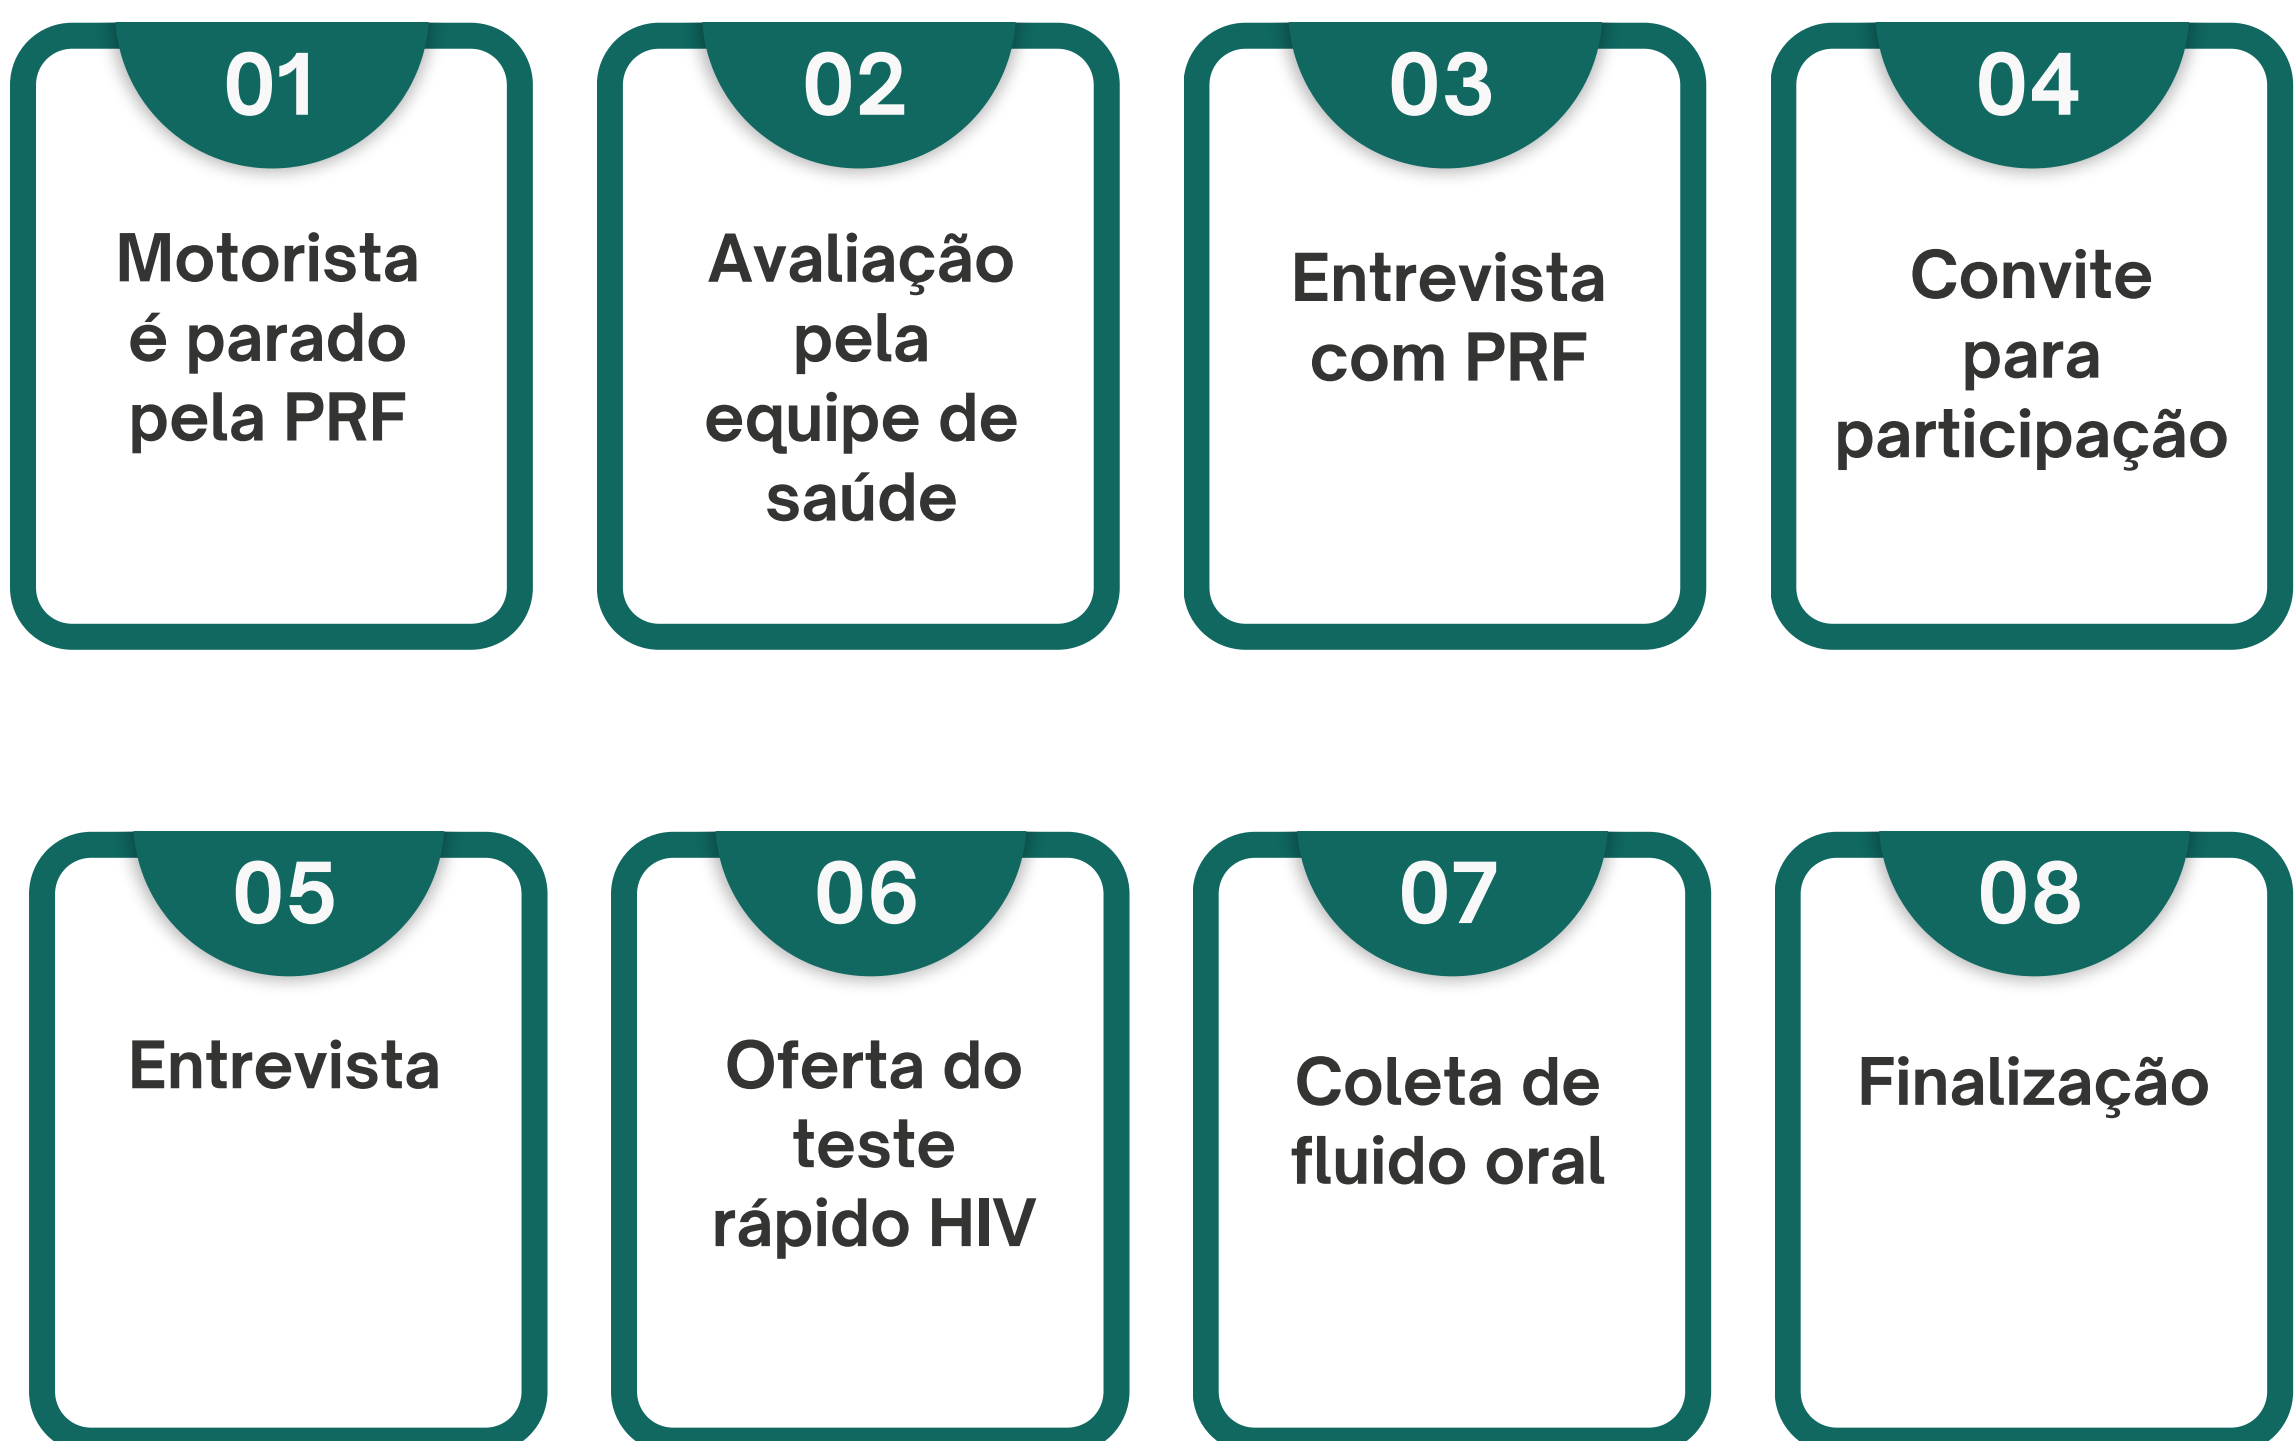 01
Motorista
é parado
pela PRF
02
Avaliação
pela
equipe de
saúde
03
Entrevista
com PRF
04
Convite
para
participação
05
Entrevista
06
Oferta do
teste
rápido HIV
07
Coleta de
fluido oral
08
Finalização